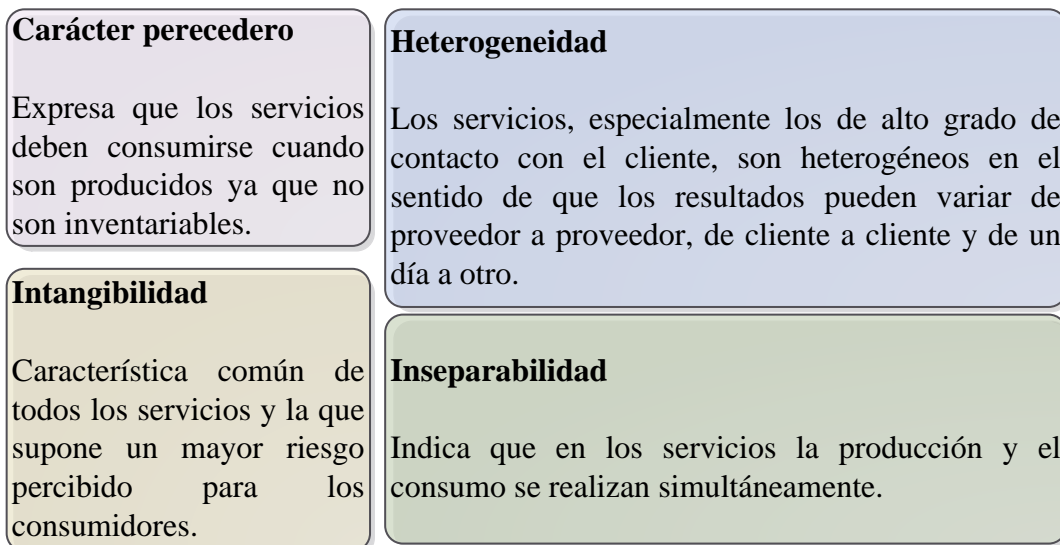 Carácter perecedero
Expresa que los servicios
deben consumirse cuando
son producidos ya que no
son inventariables.
Heterogeneidad
Los servicios, especialmente los de alto grado de
contacto con el cliente, son heterogéneos en el
sentido de que los resultados pueden variar de
proveedor a proveedor, de cliente a cliente y de un
día a otro.
Intangibilidad
Característica común de
todos los servicios y la que
supone un mayor riesgo
percibido para los
consumidores.
Inseparabilidad
Indica que en los servicios la producción y el
consumo se realizan simultáneamente.